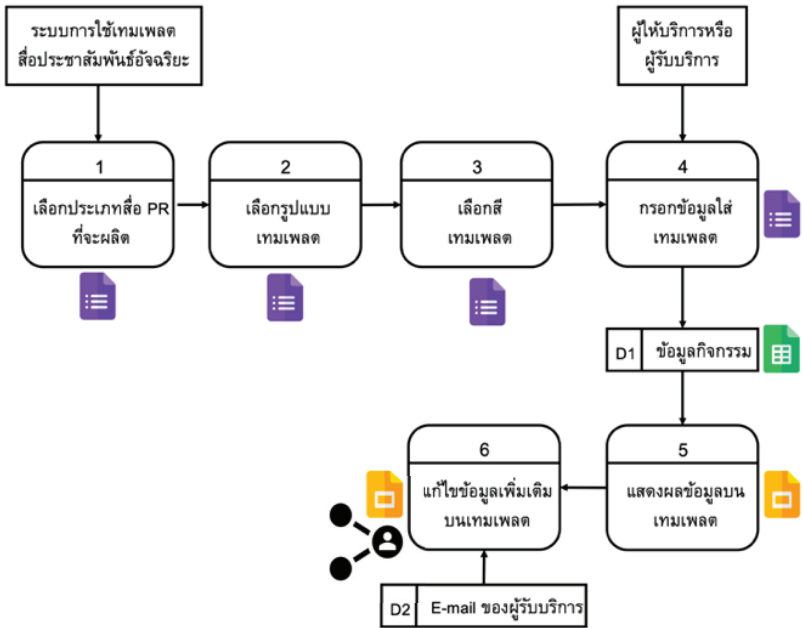 ระบบการใช้เทมเพลต
สื่อประชาสัมพันธ์อัจฉริยะ
ผู้ให้บริการหรือ
ผู้รับบริการ
1
เลือกประเภทสื่อ PR
ที่จะผลิต
2
เลือกรูปแบบ
เทมเพลต
3
เลือกสี
เทมเพลต
4
กรอกข้อมูลใส่
เทมเพลต
D1 ข้อมูลกิจกรรม
5
แสดงผลข้อมูลบน
เทมเพลต
6
แก้ไขข้อมูลเพิ่มเติม
บนเทมเพลต
D2 E-mail ของผู้รับบริการ